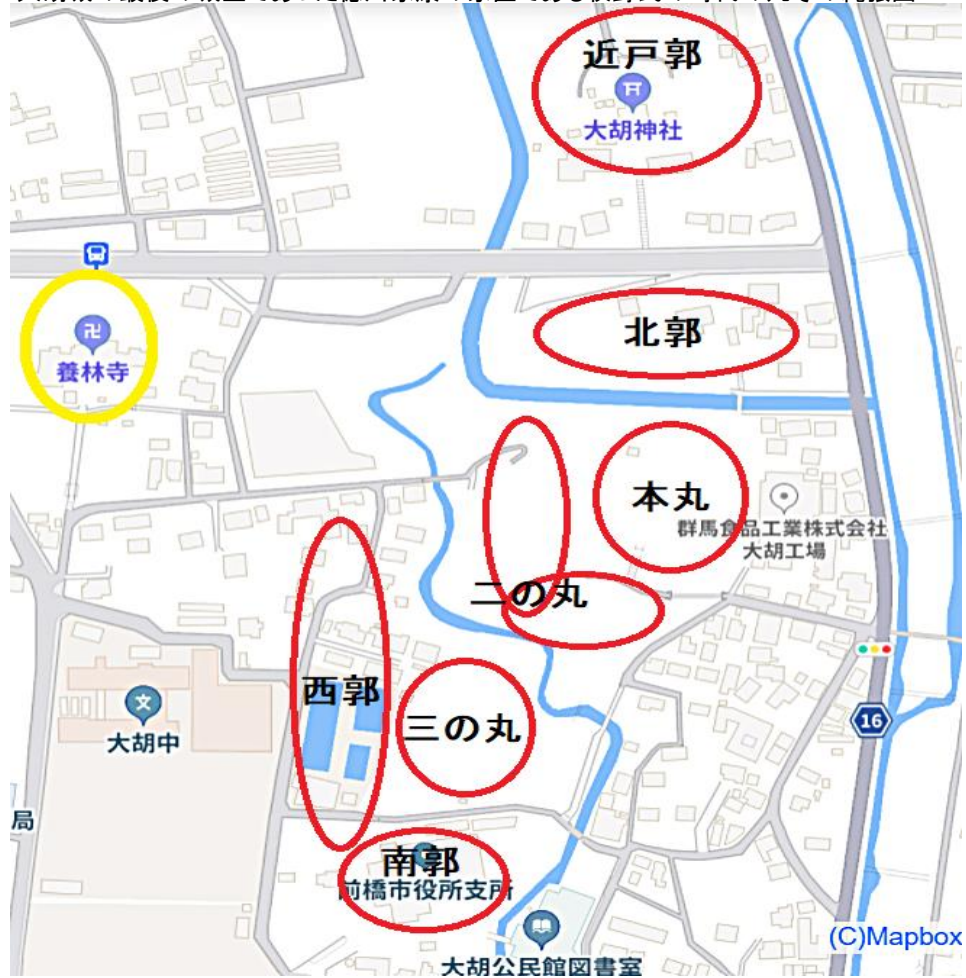 近戸郭
大胡神社
養林寺
北郭
本丸
群馬食品工業株式会社
大胡工場
二の丸
西郭
三の丸
大胡中
16
局
南郭
前橋市役所支所
(C)Mapbox
大胡公民館図書室